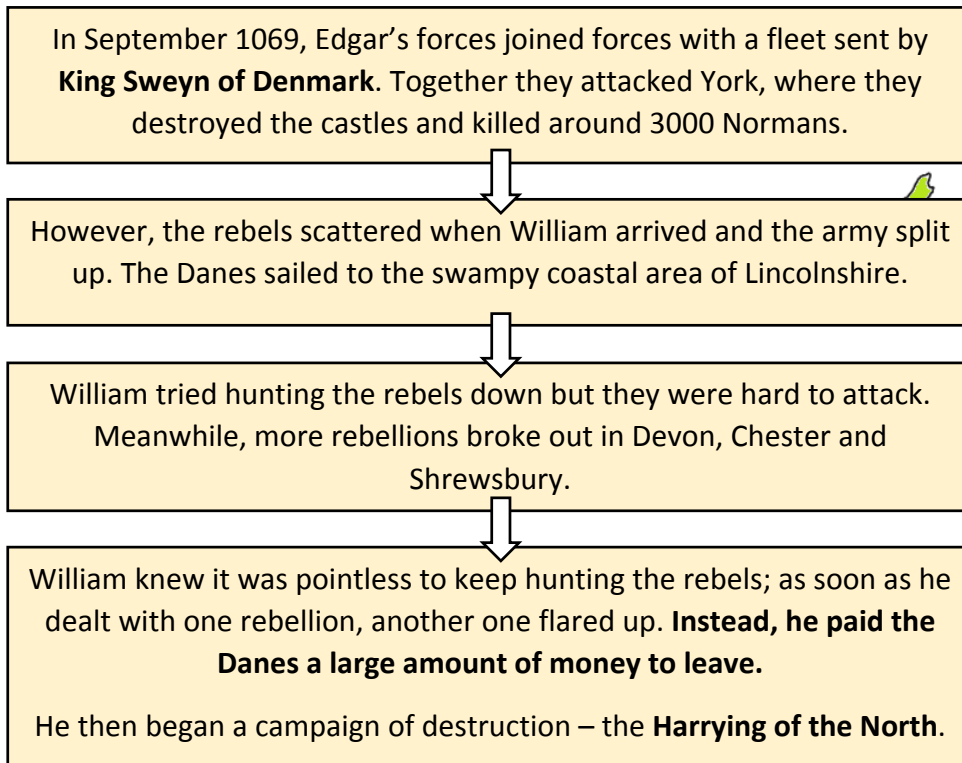 In September 1069, Edgar’s forces joined forces with a fleet sent by
King Sweyn of Denmark. Together they attacked York, where they
destroyed the castles and killed around 3000 Normans.
However, the rebels scattered when William arrived and the army split
up. The Danes sailed to the swampy coastal area of Lincolnshire.
William tried hunting the rebels down but they were hard to attack.
Meanwhile, more rebellions broke out in Devon, Chester and
Shrewsbury.
William knew it was pointless to keep hunting the rebels; as soon as he
dealt with one rebellion, another one flared up. Instead, he paid the
Danes a large amount of money to leave.
He then began a campaign of destruction – the Harrying of the North.